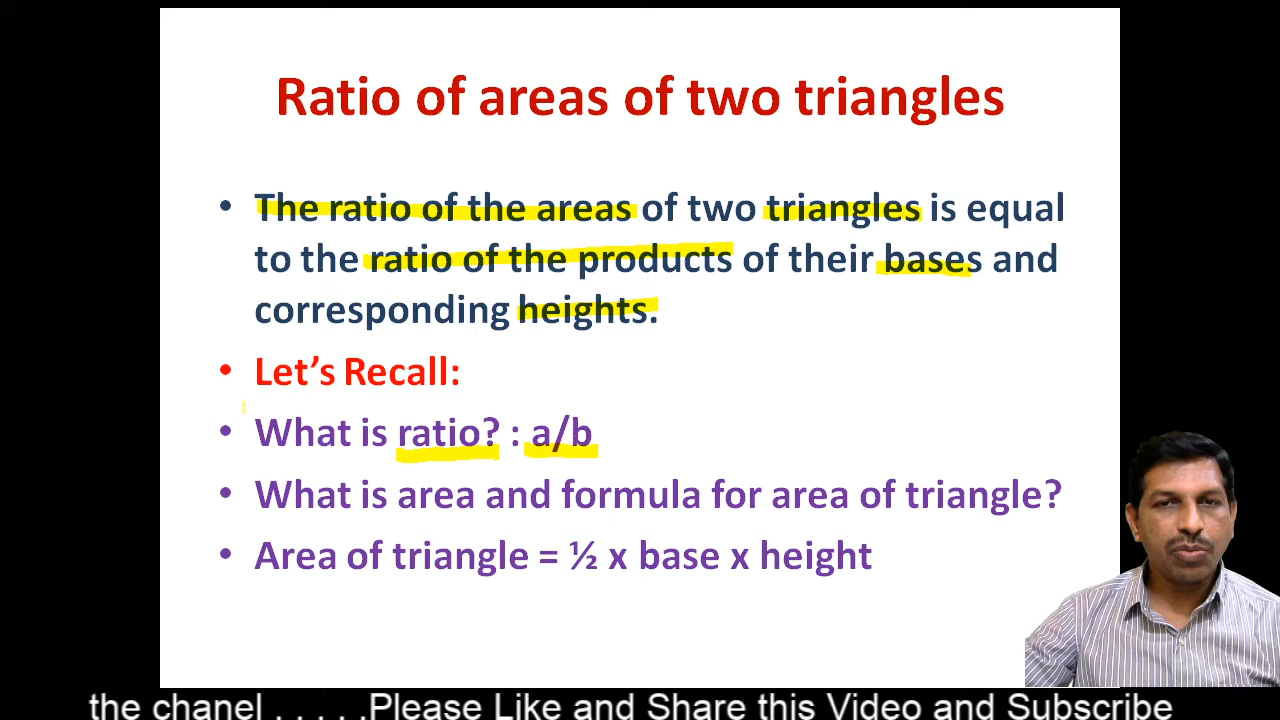 Ratio of areas of two triangles
• The ratio of the areas of two triangles is equal
to the ratio of the products of their bases and
corresponding heights.
• Let’s Recall:
• What is ratio? : a/b
• What is area and formula for area of triangle?
• Area of triangle = ½ x base x height
the chanel . . . . .Please Like and Share this Video and Subscribe